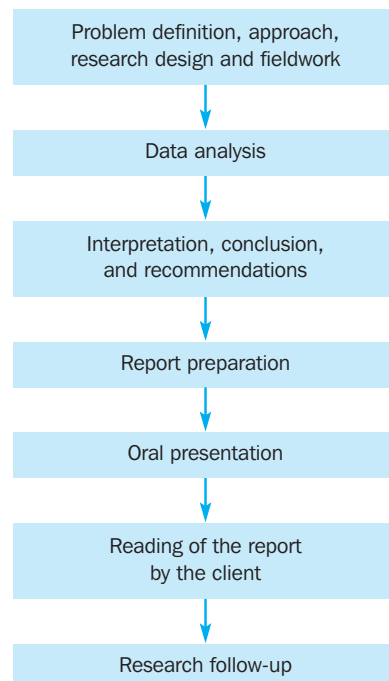 Problem definition, approach,
research design and fieldwork
Data analysis
Interpretation, conclusion,
and recommendations
Report preparation
Oral presentation
Reading of the report
by the client
Research follow-up